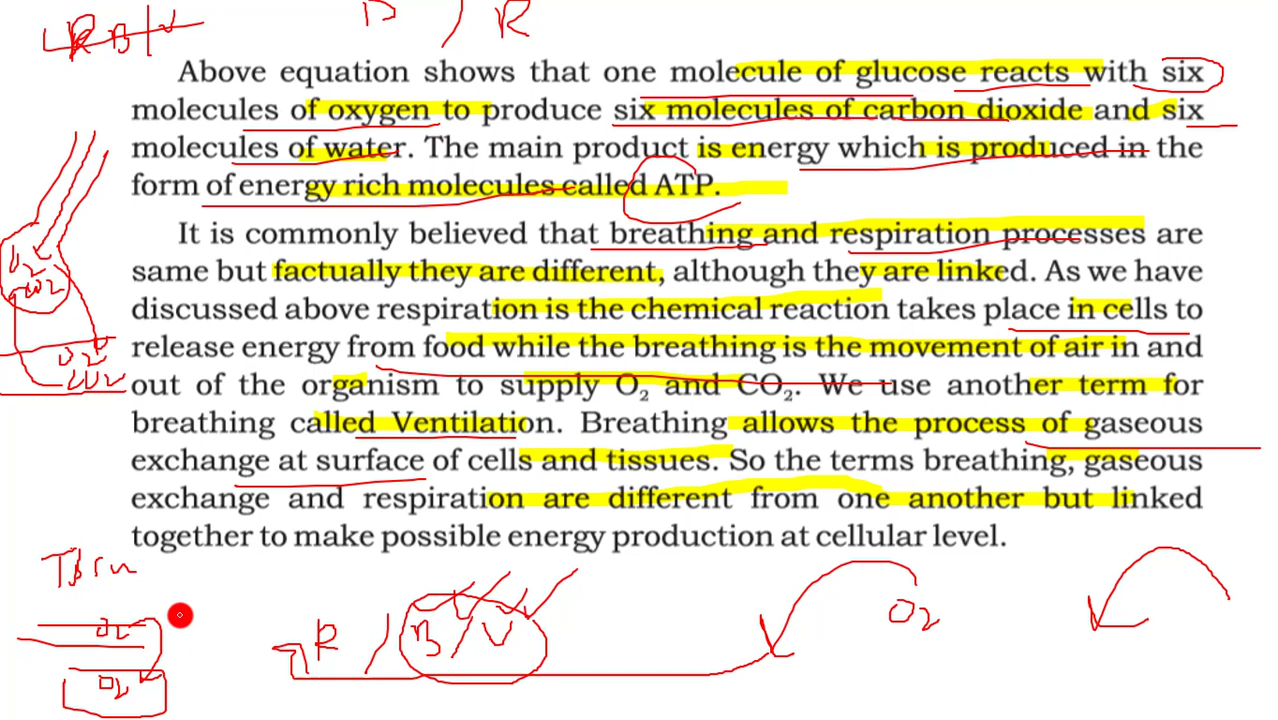 B / R
R B / V
Above equation shows that one molecule of glucose reacts with six
molecules of oxygen to produce six molecules of carbon dioxide and six
molecules of water. The main product is energy which is produced in the
form of energy rich molecules called ATP.
It is commonly believed that breathing and respiration processes are
same but factually they are different, although they are linked. As we have
discussed above respiration is the chemical reaction takes place in cells to
release energy from food while the breathing is the movement of air in and
out of the organism to supply O₂ and CO₂. We use another term for
breathing called Ventilation. Breathing allows the process of gaseous
exchange at surface of cells and tissues. So the terms breathing, gaseous
exchange and respiration are different from one another but linked
together to make possible energy production at cellular level.
O2
CO2
O2
CO2
O2
O2
R / B / V
O2